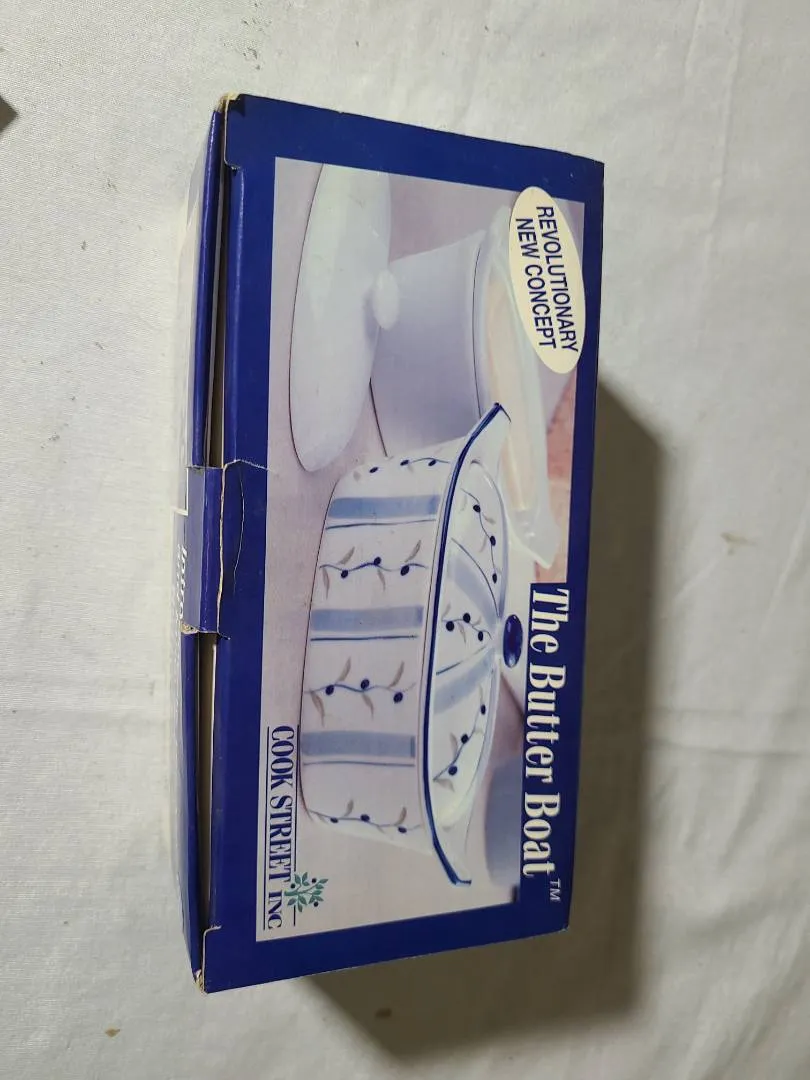 REVOLUTIONARY
NEW CONCEPT
The Butter Boat™
COOK STREET INC